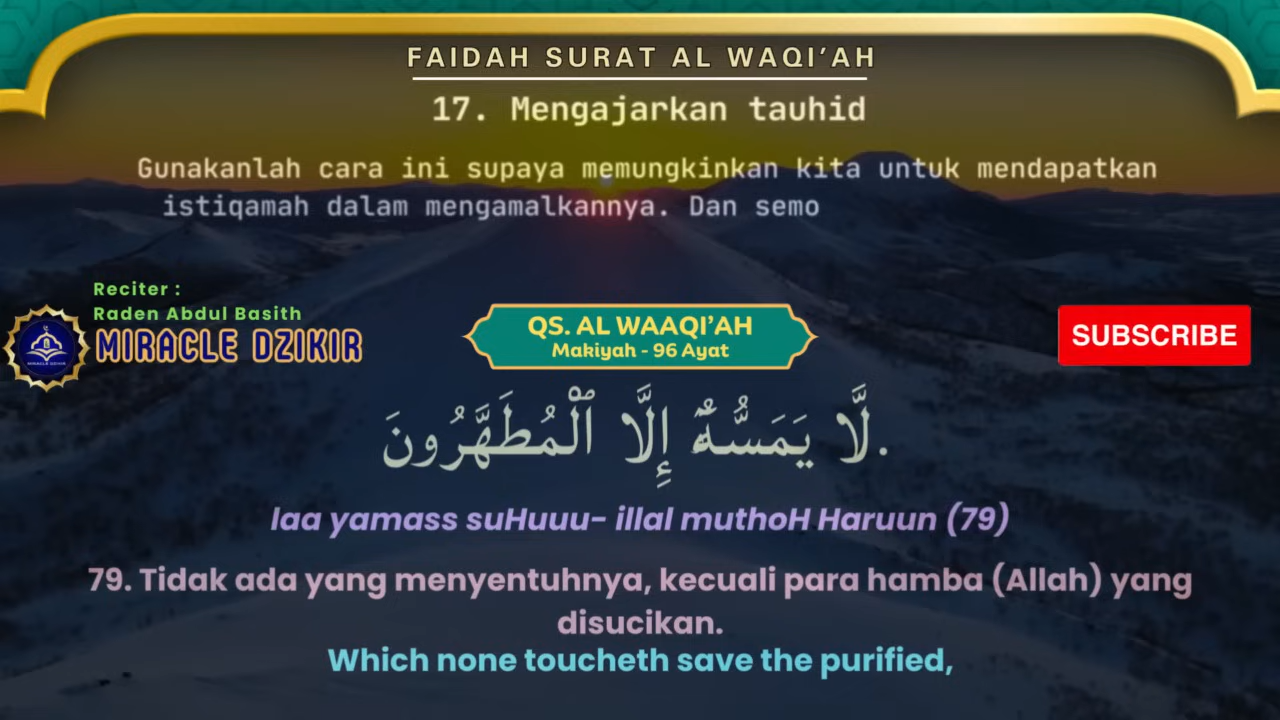 FAIDAH SURAT AL WAQI'AH
17. Mengajarkan tauhid
Gunakanlah cara ini supaya memungkinkan kita untuk mendapatkan
istiqamah dalam mengamalkannya. Dan semo
Reciter :
Raden Abdul Basith
MIRACLE DZIKIR
QS. AL WAAQI'AH
Makiyah - 96 Ayat
SUBSCRIBE
لَّا يَمَسُّهُۥٓ إِلَّا ٱلْمُطَهَّرُونَ.
laa yamass suHuuu- illal muthoH Haruun (79)
79. Tidak ada yang menyentuhnya, kecuali para hamba (Allah) yang
disucikan.
Which none toucheth save the purified,